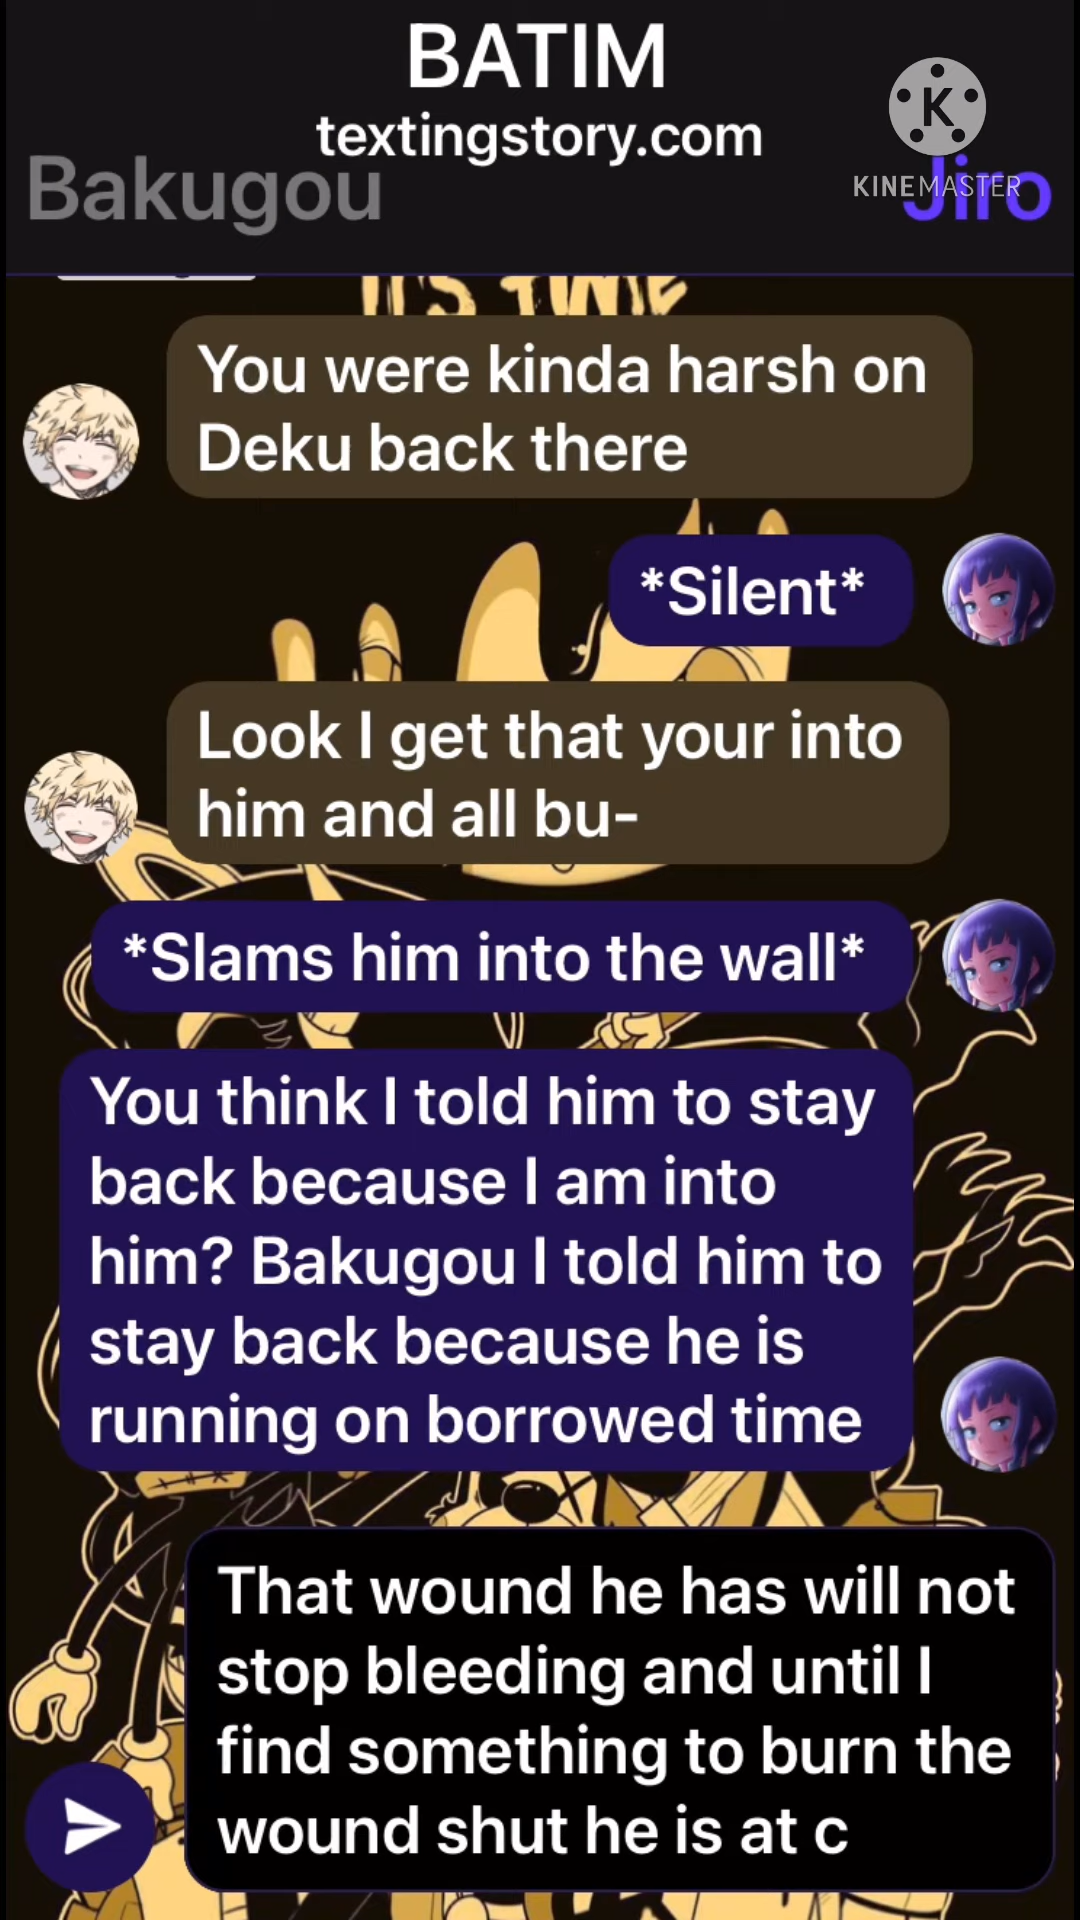 BATIM
textingstory.com
K
KINEMASTER
Bakugou
Jiro
You were kinda harsh on
Deku back there
*Silent*
Look I get that your into
him and all bu-
*Slams him into the wall*
You think I told him to stay
back because I am into
him? Bakugou I told him to
stay back because he is
running on borrowed time
That wound he has will not
stop bleeding and until I
find something to burn the
wound shut he is at c